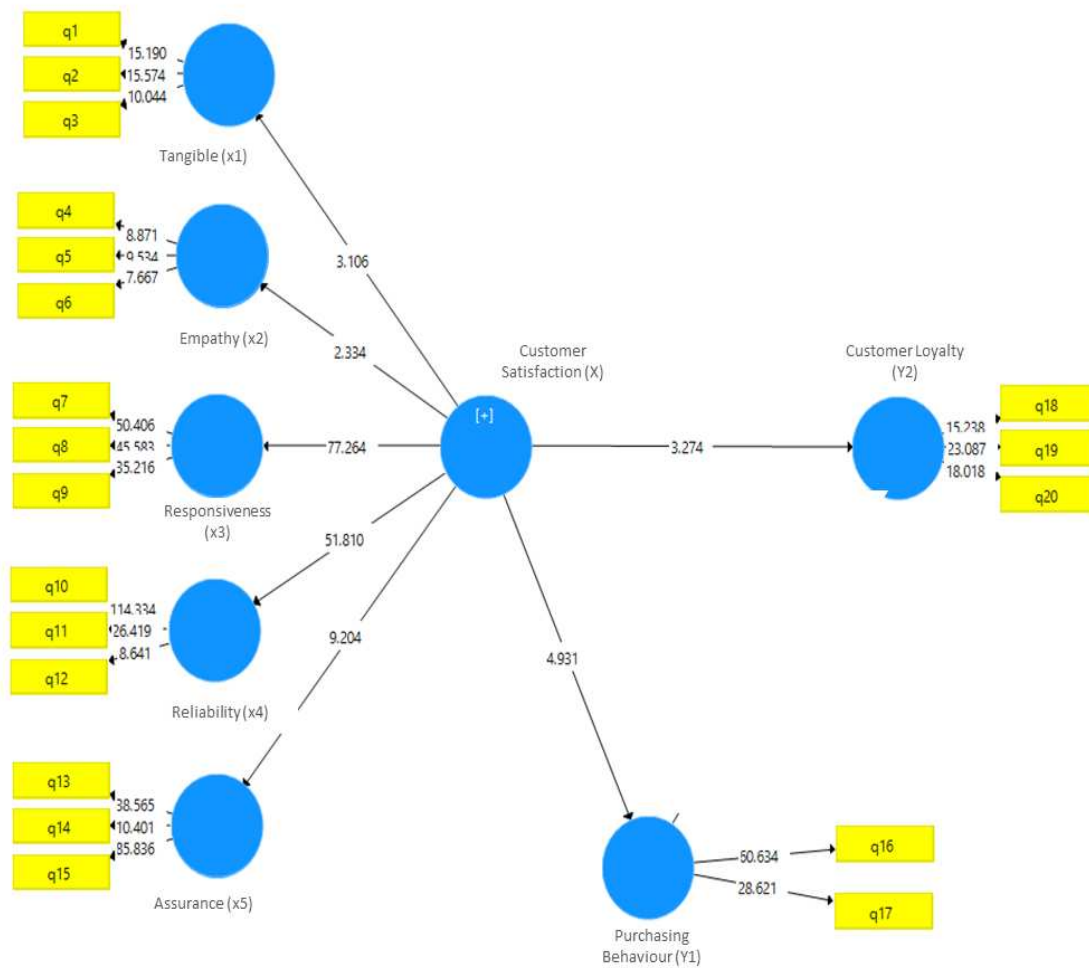 q1
15.190
q2
15.574
10.044
q3
Tangible (x1)
q4
8.871
q5
9.534
7.667
q6
Empathy (x2)
3.106
2.334
Customer
Satisfaction (X)
[+]
Customer Loyalty
(Y2)
q7
50.406
q8
45.583
35.216
q9
Responsiveness
(x3)
77.264
3.274
q18
15.238
q19
23.087
18.018
q20
51.810
q10
114.334
q11
26.419
8.641
q12
Reliability (x4)
9.204
4.931
q13
38.565
q14
10.401
85.836
q15
Assurance (x5)
60.634
q16
28.621
q17
Purchasing
Behaviour (Y1)